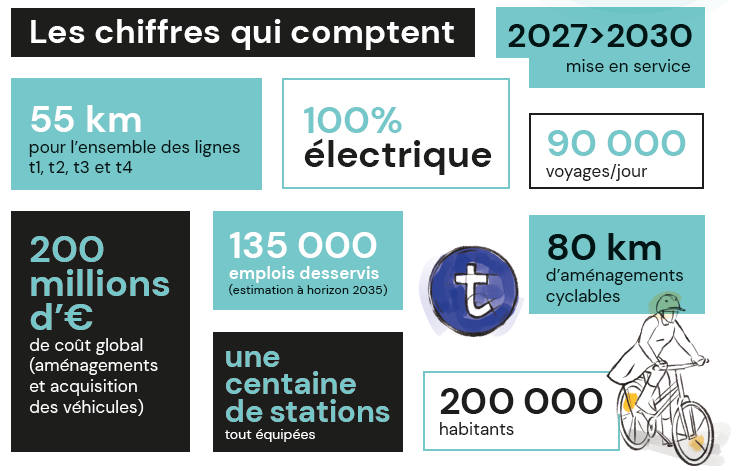 Les chiffres qui comptent
2027>2030
mise en service
55 km
pour l'ensemble des lignes
t1, t2, t3 et t4
100%
électrique
90 000
voyages/jour
200
millions
d'€
de coût global
(aménagements
et acquisition
des véhicules)
135 000
emplois desservis
(estimation à horizon 2035)
t
80 km
d'aménagements
cyclables
une
centaine
de stations
tout équipées
200 000
habitants